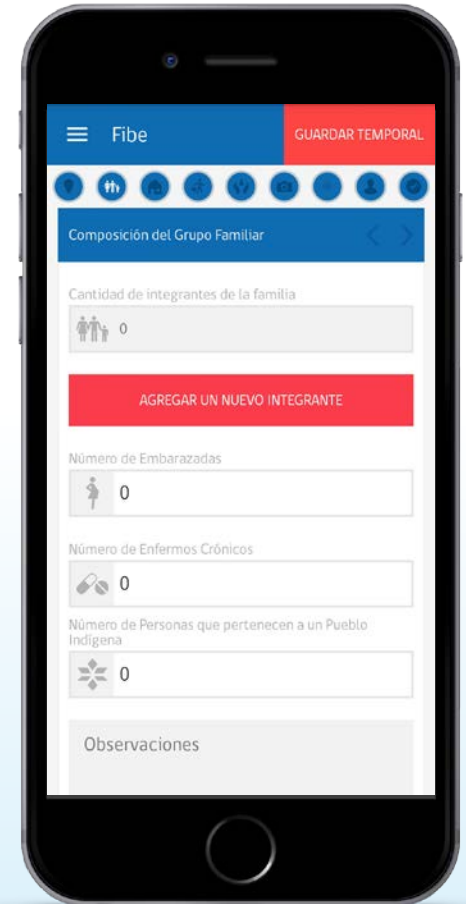 Fibe
GUARDAR TEMPORAL
Composición del Grupo Familiar
Cantidad de integrantes de la familia
0
AGREGAR UN NUEVO INTEGRANTE
Número de Embarazadas
0
Número de Enfermos Crónicos
0
Número de Personas que pertenecen a un Pueblo
Indígena
0
Observaciones